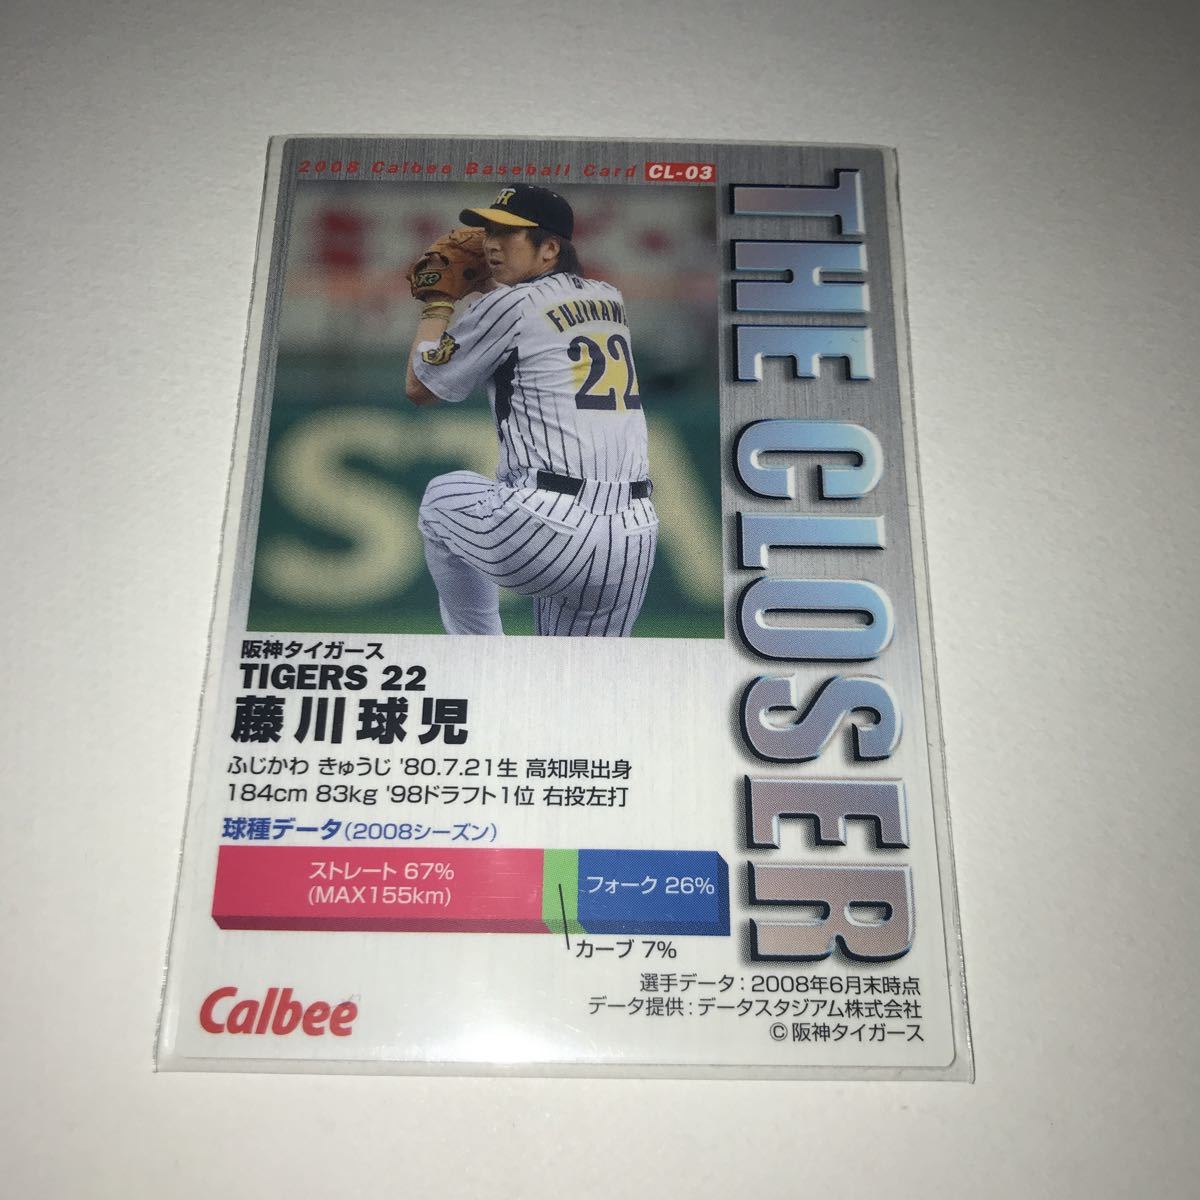 2008 Calbee Baseball Card CL-03
THE CLOSER
FUJIKAWA
22
阪神タイガース
TIGERS 22
藤川球児
ふじかわ きゅうじ '80.7.21生 高知県出身
184cm 83kg '98ドラフト1位 右投左打
球種データ(2008シーズン)
ストレート 67%
(MAX155km)
フォーク 26%
カーブ 7%
選手データ:2008年6月末時点
データ提供:データスタジアム株式会社
©阪神タイガース
Calbee